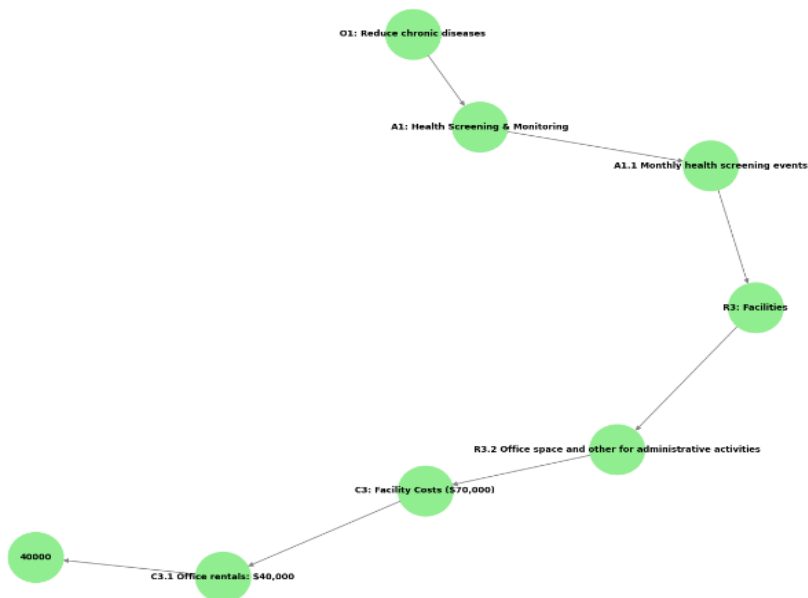 O1: Reduce chronic diseases
A1: Health Screening & Monitoring
A1.1 Monthly health screening events
R3: Facilities
R3.2 Office space and other for administrative activities
C3: Facility Costs ($70,000)
C3.1 Office rentals: $40,000
40000